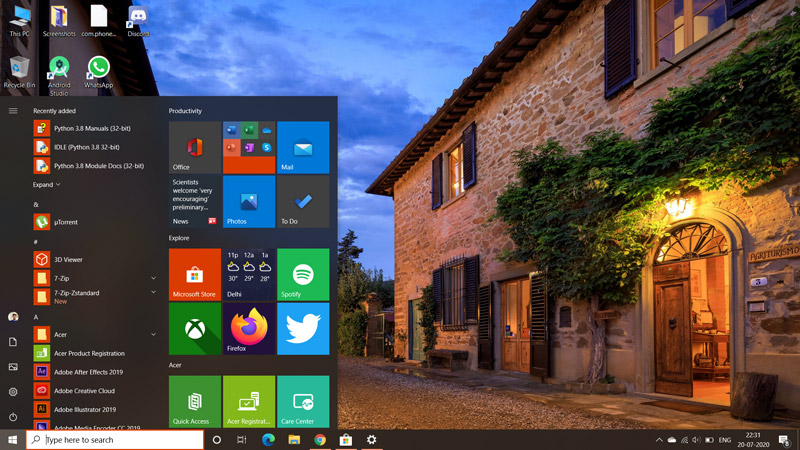 This PC
Screenshots
com.phone...
Discord
Recycle Bin
Android
Studio
WhatsApp
Recently added
Python 3.8 Manuals (32-bit)
IDLE (Python 3.8 32-bit)
Python 3.8 Module Docs (32-bit)
Expand
&
µTorrent
#
3D Viewer
7-Zip
7-Zip-Zstandard
New
A
Acer
Acer Product Registration
Adobe After Effects 2019
Adobe Creative Cloud
Adobe Illustrator 2019
Adobe Media Encoder CC 2019
Productivity
Office
Mail
Scientists
welcome 'very
encouraging'
preliminary...
News
Photos
To Do
Explore
Microsoft Store
11p 12a 1a
30° 29° 28°
Delhi
Spotify
Firefox
Acer
Quick Access
Acer Registrat...
Care Center
AGRITURISMO
3
Type here to search
ENG
22:31
20-07-2020
8